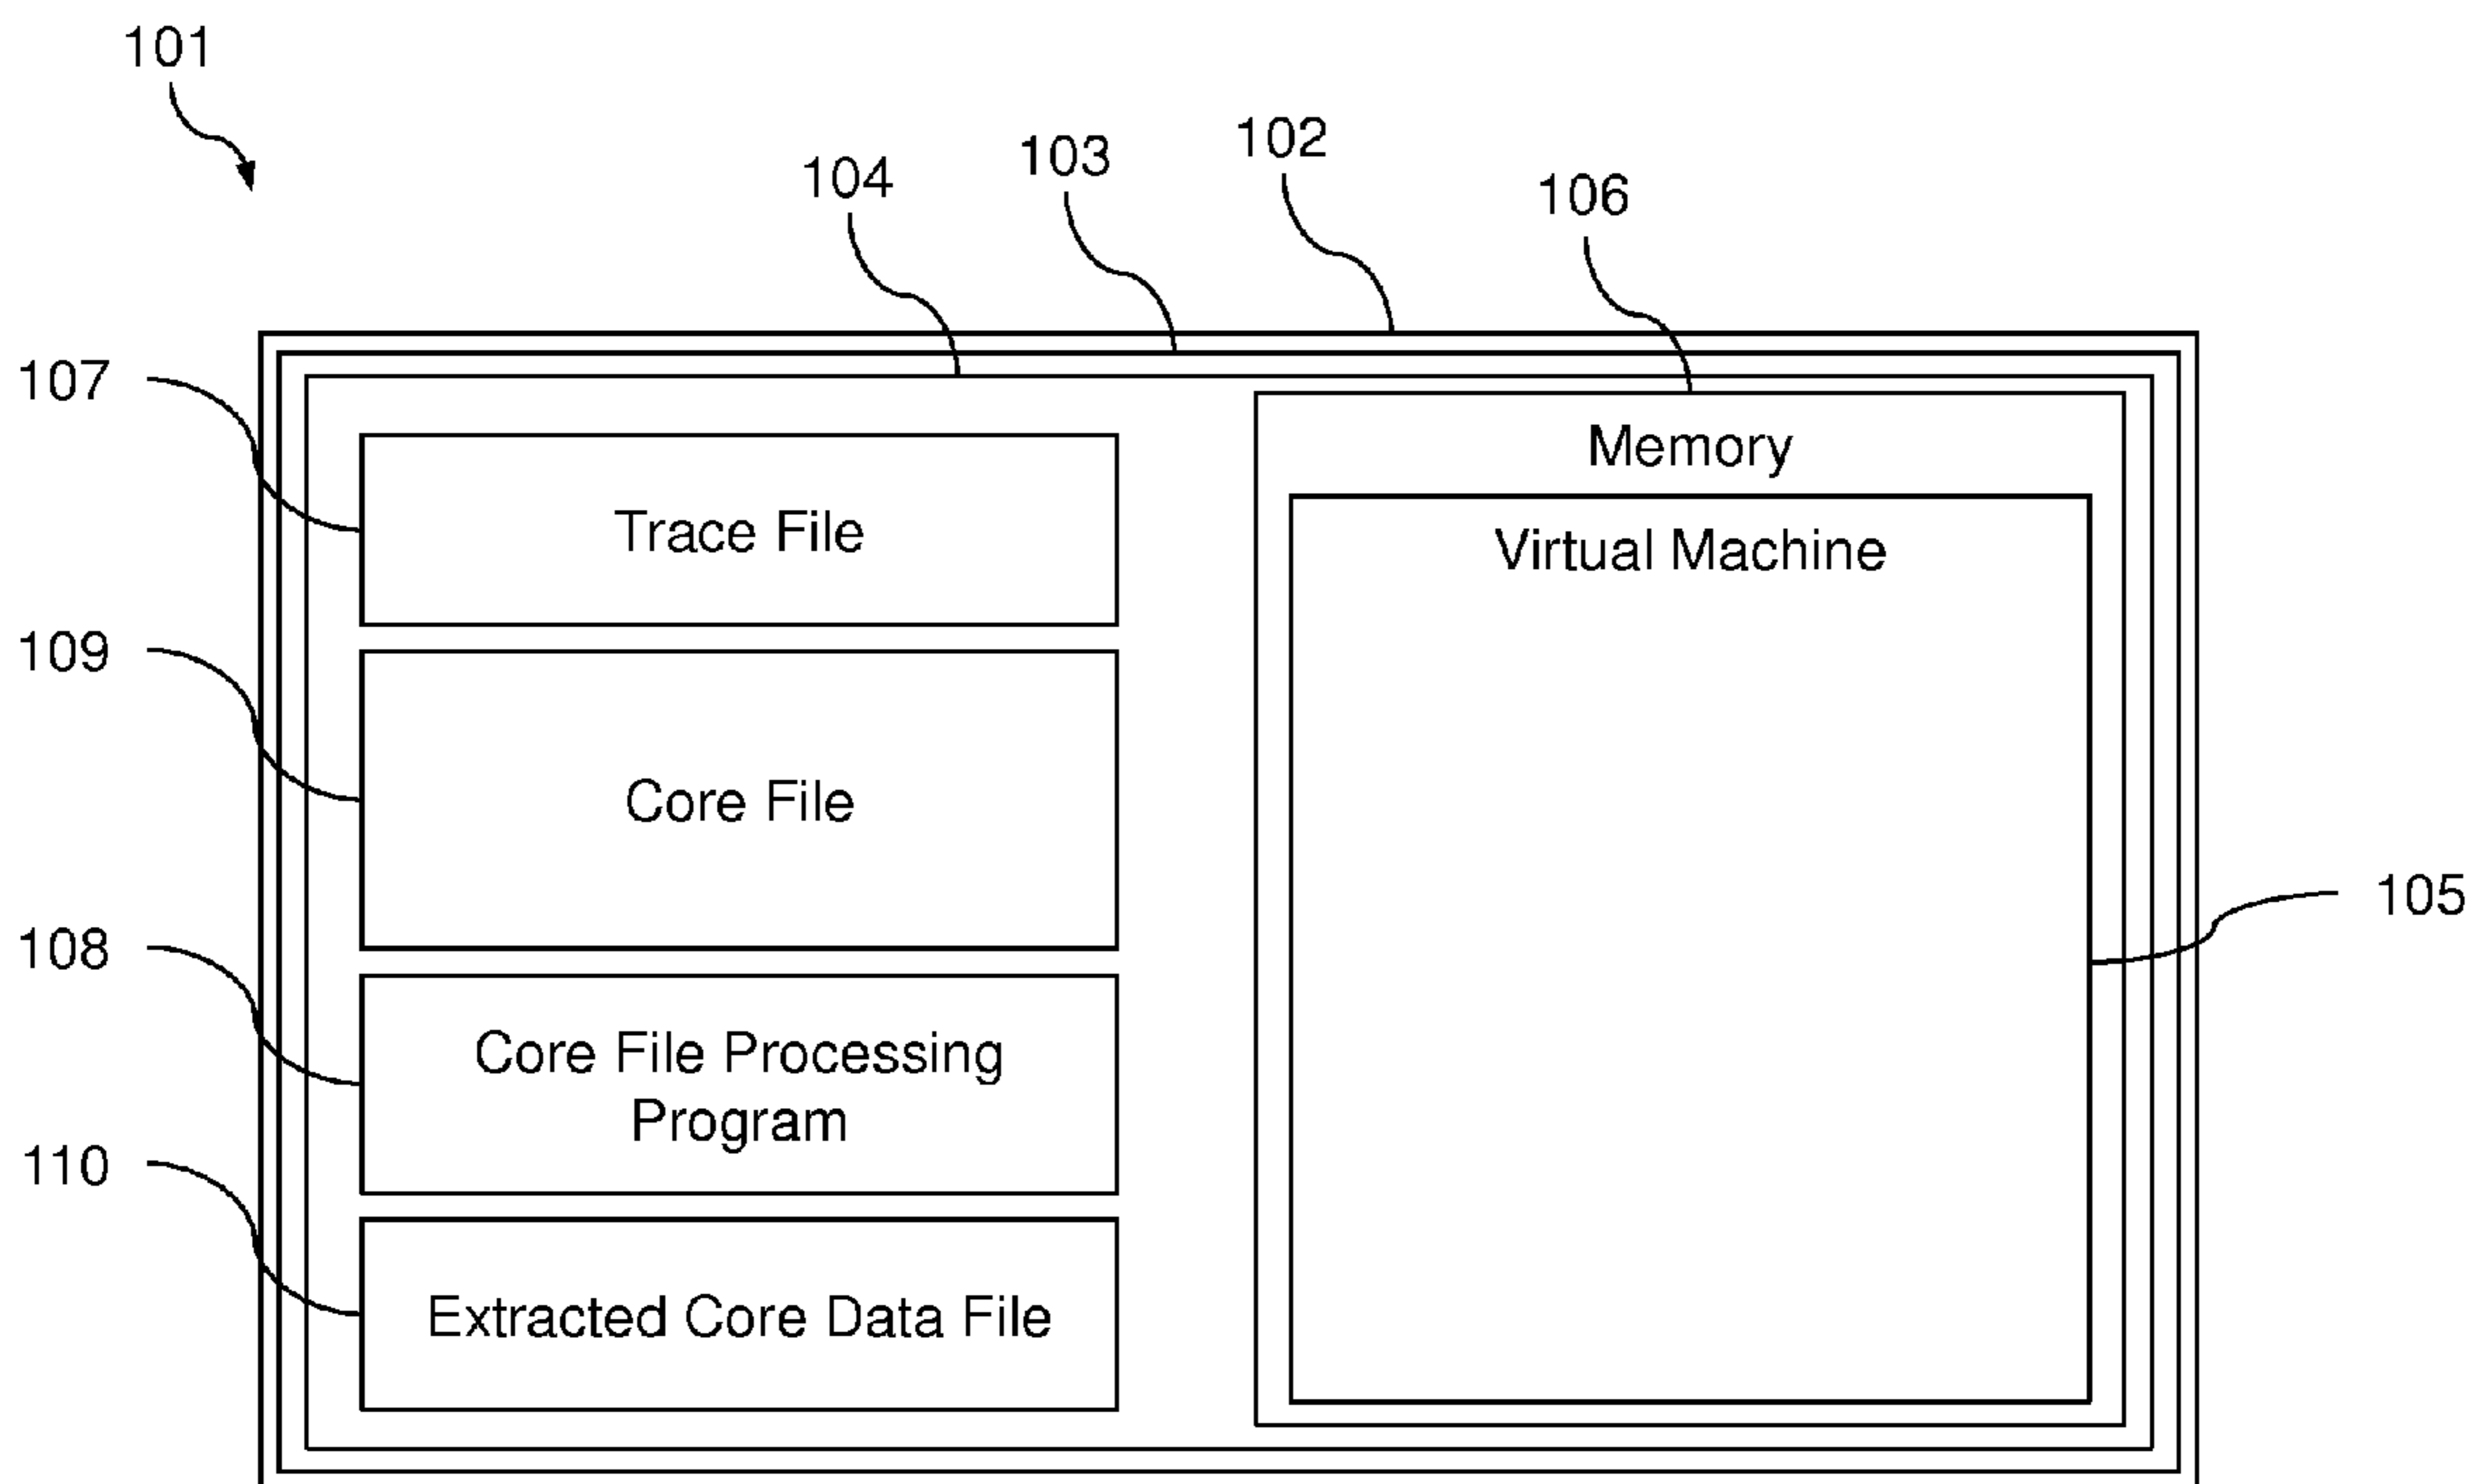 101
104
103
102
106
107
Trace File
109
Core File
108
Core File Processing
Program
110
Extracted Core Data File
Memory
Virtual Machine
105